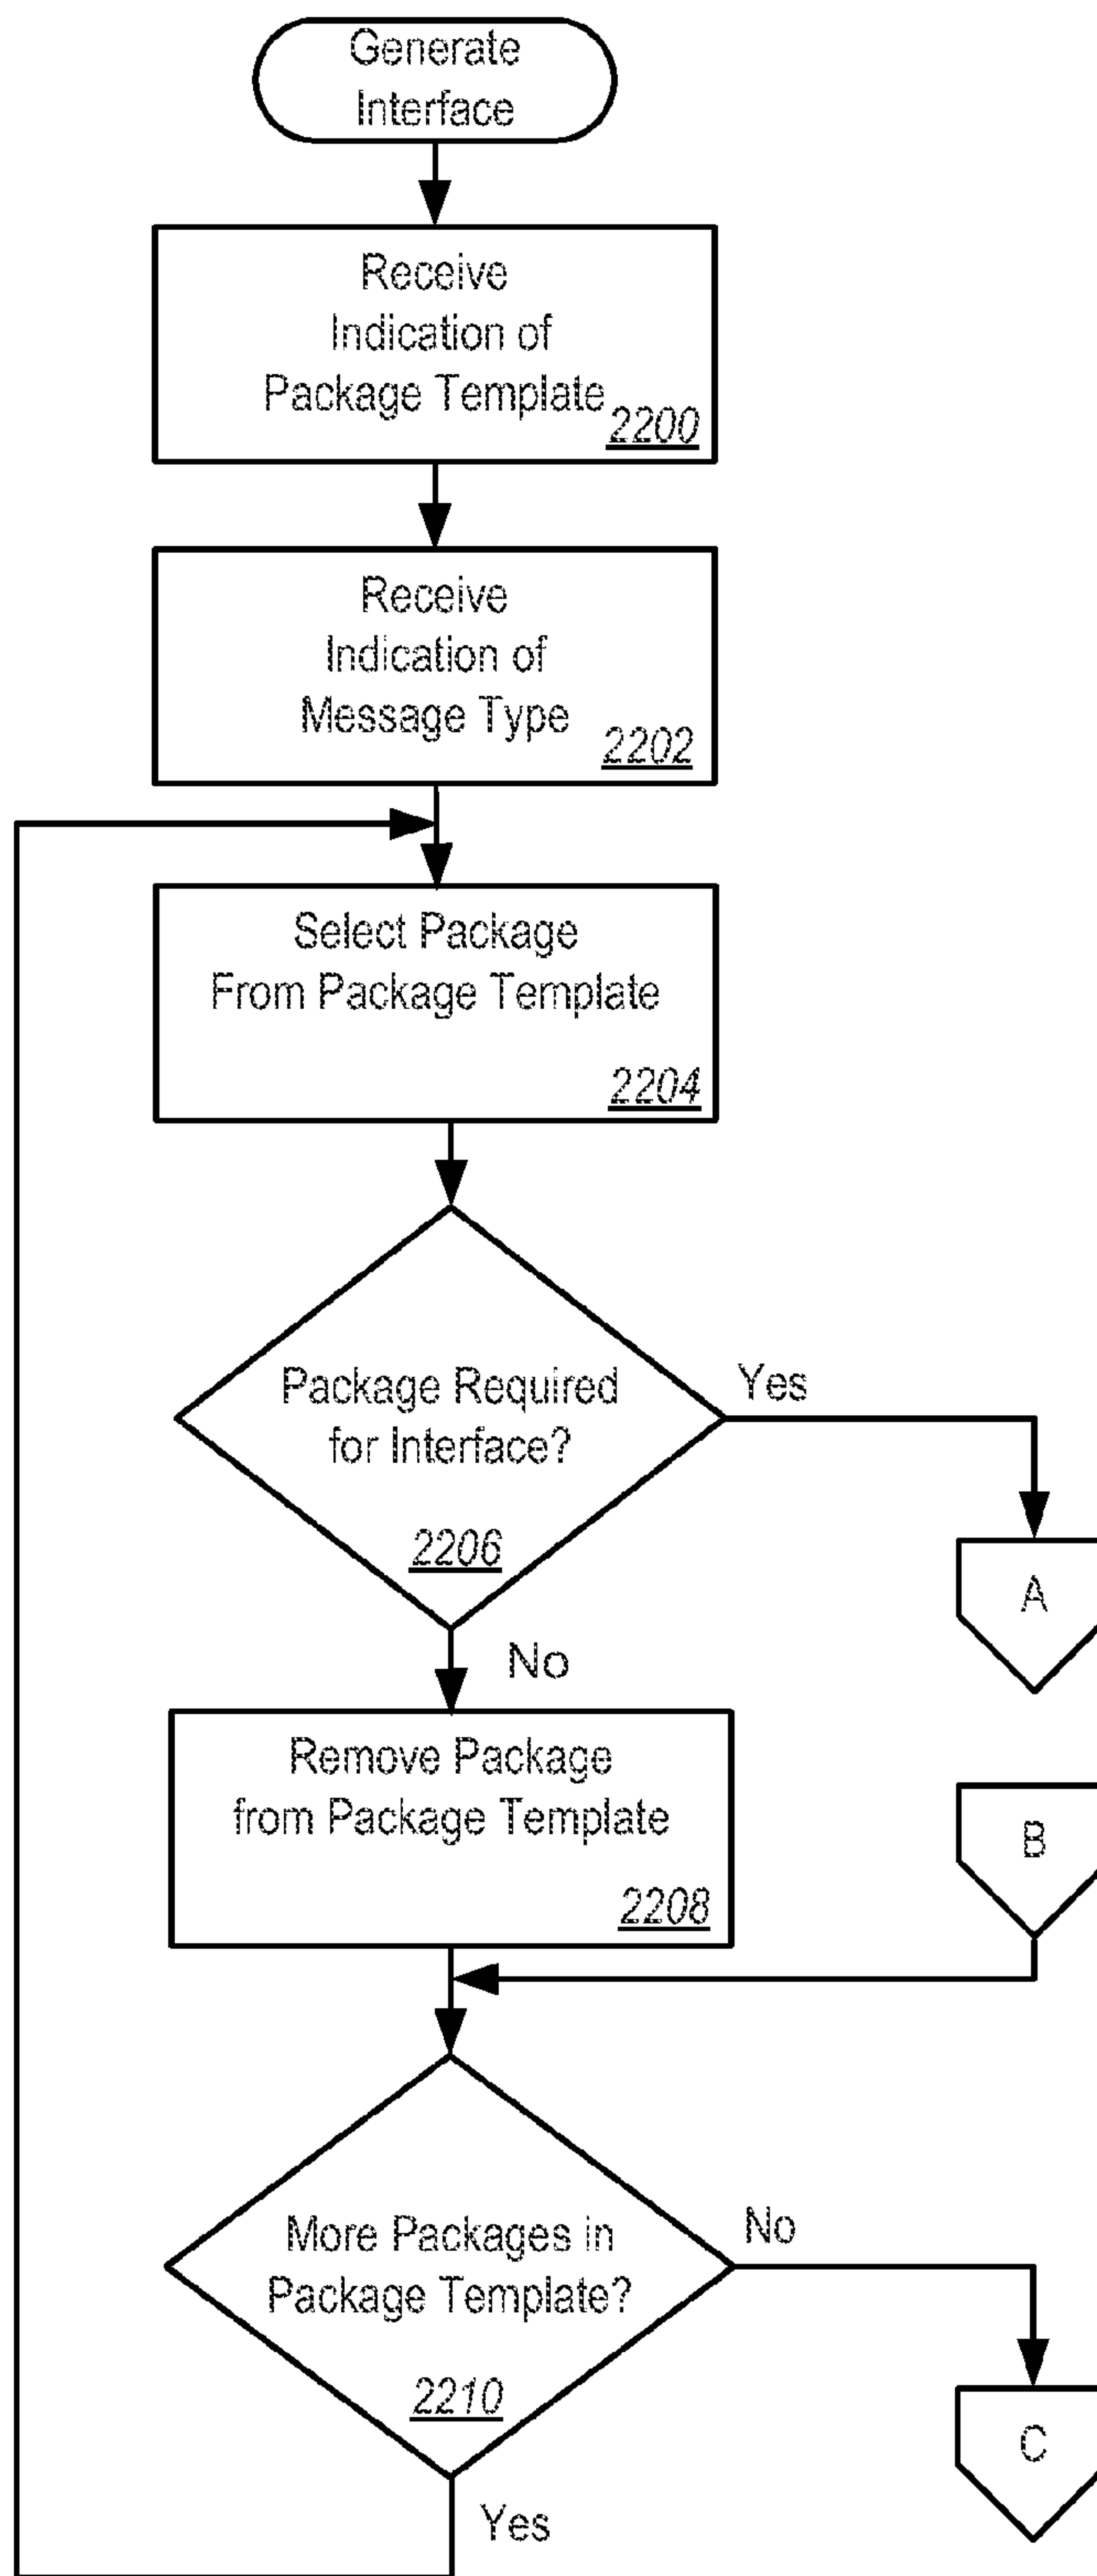 Generate
Interface
Receive
Indication of
Package Template
2200
Receive
Indication of
Message Type
2202
Select Package
From Package Template
2204
Package Required
for Interface?
2206
Yes
A
No
Remove Package
from Package Template
2208
B
More Packages in
Package Template?
2210
No
C
Yes